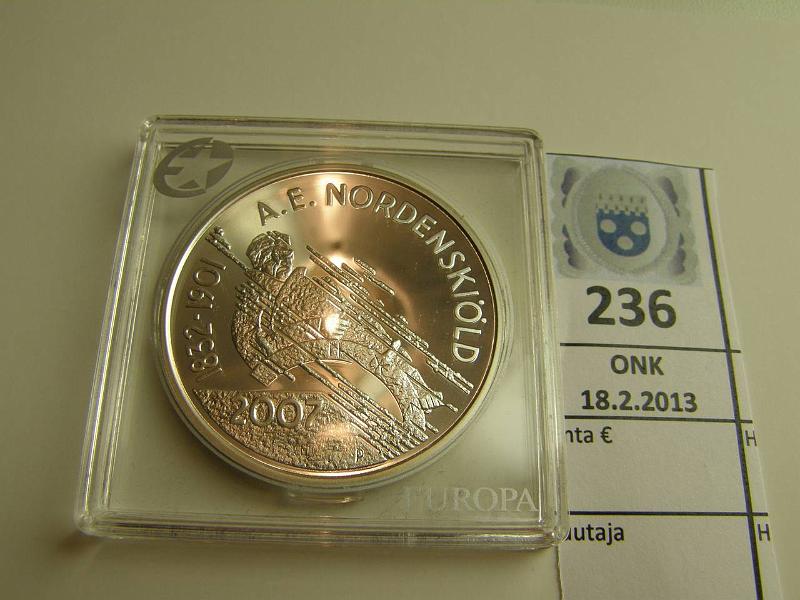 A.E. NORDENSKIÖLD
1832-1901
2007
EUROPA
236
ONK
18.2.2013
nta € H
utaja H